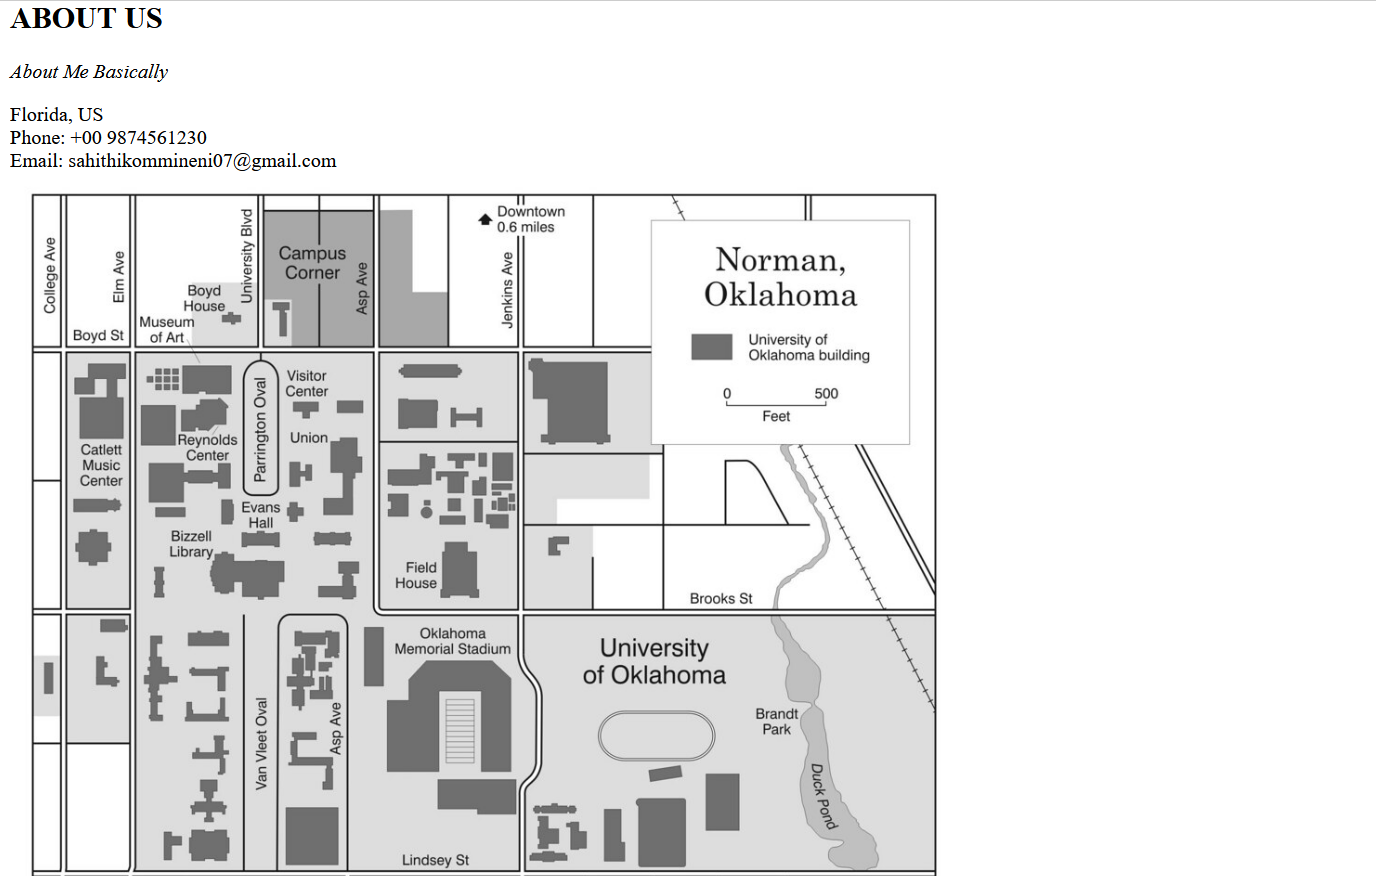 ABOUT US
About Me Basically
Florida, US
Phone: +00 9874561230
Email: sahithikommineni07@gmail.com
Downtown
0.6 miles
College Ave
Elm Ave
University Blvd
Campus
Corner
Asp Ave
Jenkins Ave
Norman,
Oklahoma
University of
Oklahoma building
0 500
Feet
Boyd
House
Museum
of Art
Boyd St
Visitor
Center
Parrington Oval
Reynolds
Center
Union
Catlett
Music
Center
Evans
Hall
Bizzell
Library
Field
House
Brooks St
Oklahoma
Memorial Stadium
University
of Oklahoma
Van Vleet Oval
Asp Ave
Brandt
Park
Duck Pond
Lindsey St